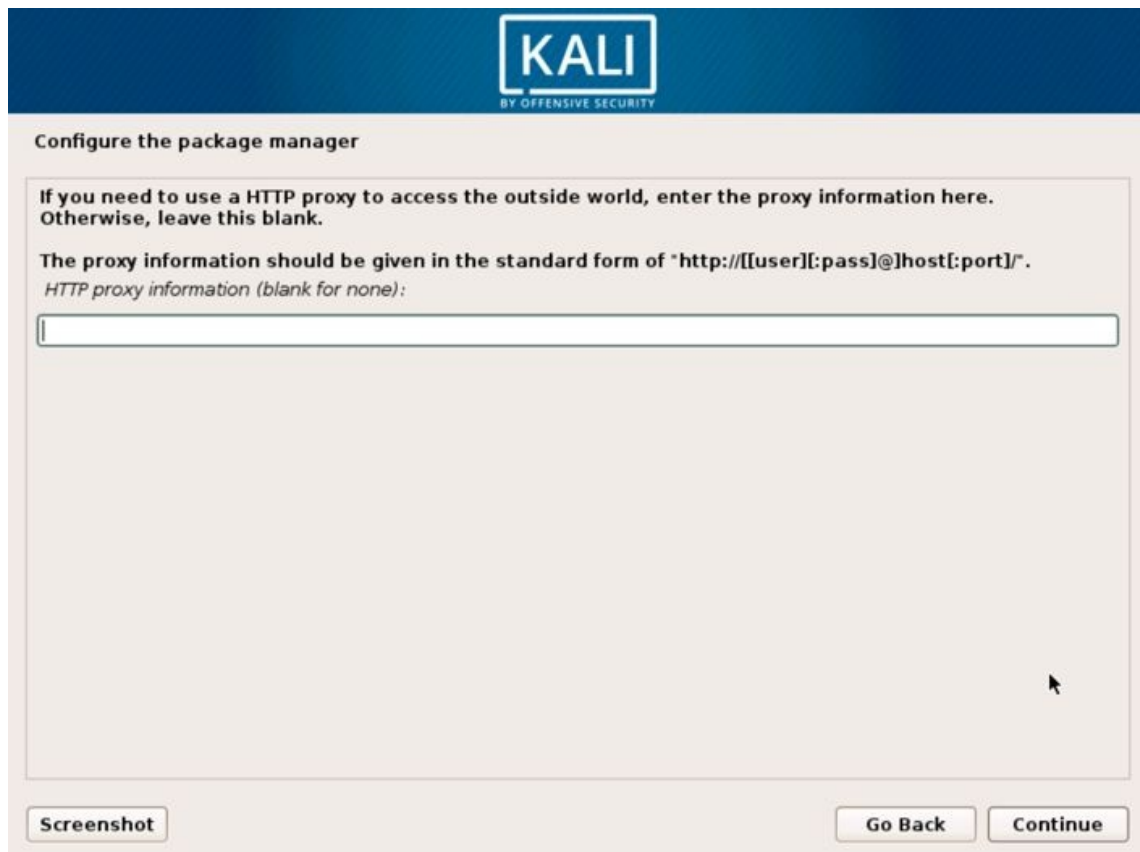 KALI
BY OFFENSIVE SECURITY
Configure the package manager
If you need to use a HTTP proxy to access the outside world, enter the proxy information here.
Otherwise, leave this blank.
The proxy information should be given in the standard form of "http://[[user][:pass]@]host[:port]/".
HTTP proxy information (blank for none):
Screenshot
Go Back
Continue